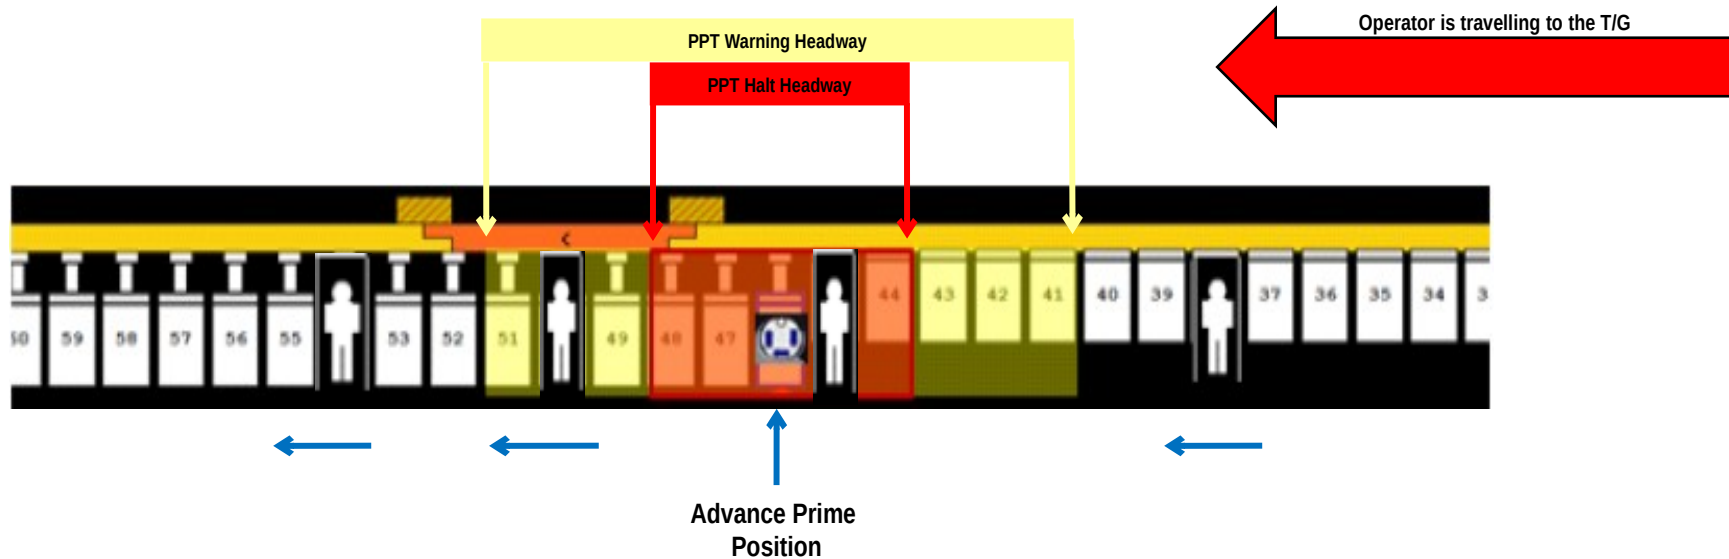 Operator is travelling to the T/G
PPT Warning Headway
PPT Halt Headway
59 58 57 56 55 53 52 51 49 48 47 44 43 42 41 40 39 37 36 35 34
Advance Prime
Position